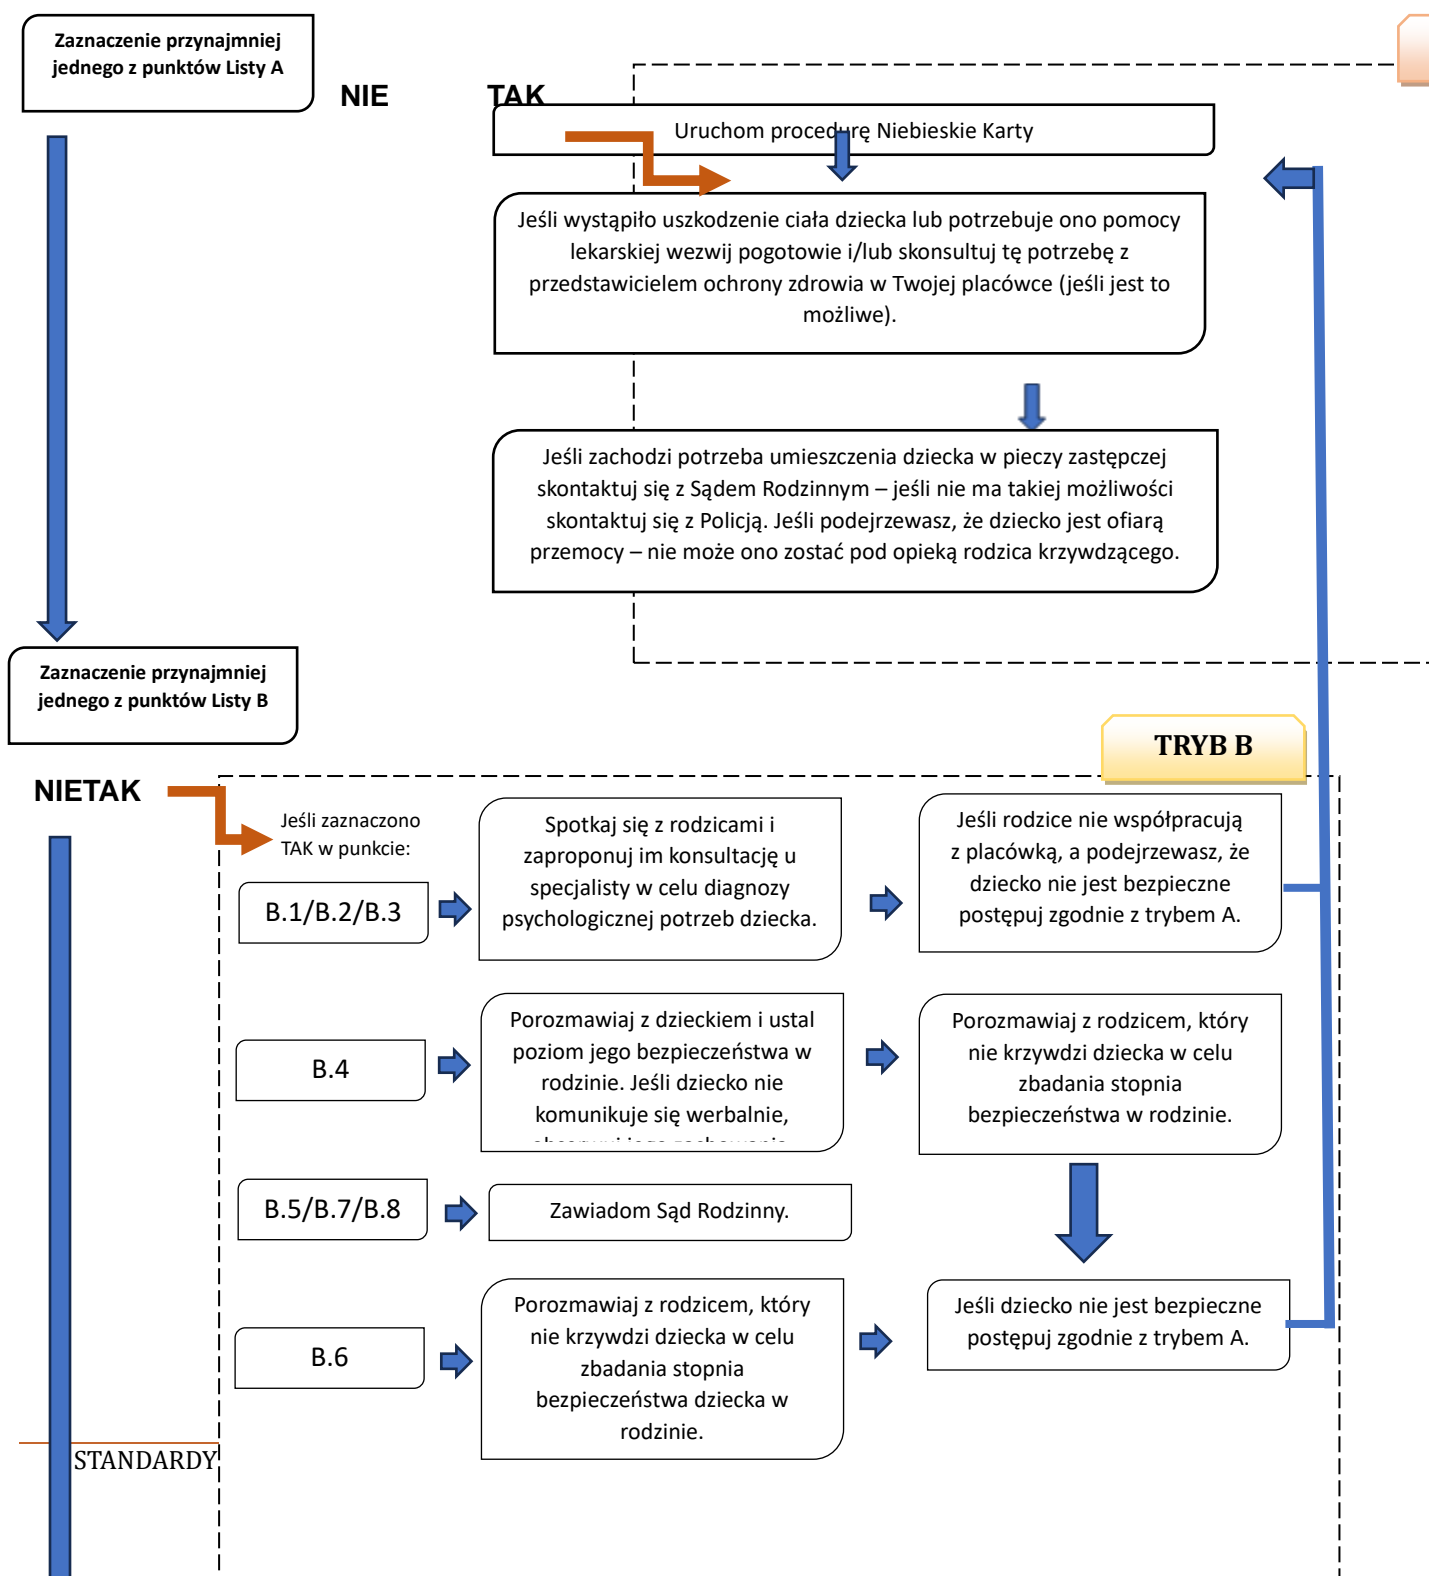 Zaznaczenie przynajmniej
jednego z punktów Listy A
NIE
TAK
Uruchom procedurę Niebieskie Karty
Jeśli wystąpiło uszkodzenie ciała dziecka lub potrzebuje ono pomocy
lekarskiej wezwij pogotowie i/lub skonsultuj tę potrzebę z
przedstawicielem ochrony zdrowia w Twojej placówce (jeśli jest to
możliwe).
Jeśli zachodzi potrzeba umieszczenia dziecka w pieczy zastępczej
skontaktuj się z Sądem Rodzinnym – jeśli nie ma takiej możliwości
skontaktuj się z Policją. Jeśli podejrzewasz, że dziecko jest ofiarą
przemocy – nie może ono zostać pod opieką rodzica krzywdzącego.
Zaznaczenie przynajmniej
jednego z punktów Listy B
TRYB B
NIETAK
Jeśli zaznaczono
TAK w punkcie:
B.1/B.2/B.3
Spotkaj się z rodzicami i
zaproponuj im konsultację u
specjalisty w celu diagnozy
psychologicznej potrzeb dziecka.
Jeśli rodzice nie współpracują
z placówką, a podejrzewasz, że
dziecko nie jest bezpieczne
postępuj zgodnie z trybem A.
B.4
Porozmawiaj z dzieckiem i ustal
poziom jego bezpieczeństwa w
rodzinie. Jeśli dziecko nie
komunikuje się werbalnie,
Porozmawiaj z rodzicem, który
nie krzywdzi dziecka w celu
zbadania stopnia
bezpieczeństwa w rodzinie.
B.5/B.7/B.8
Zawiadom Sąd Rodzinny.
B.6
Porozmawiaj z rodzicem, który
nie krzywdzi dziecka w celu
zbadania stopnia
bezpieczeństwa dziecka w
rodzinie.
Jeśli dziecko nie jest bezpieczne
postępuj zgodnie z trybem A.
STANDARDY